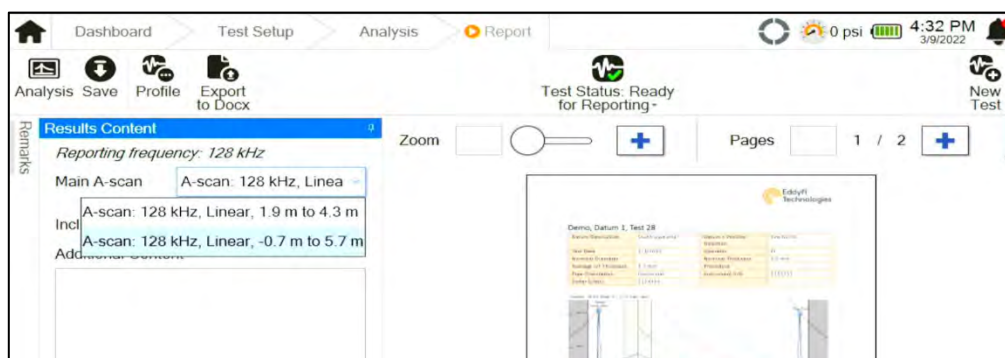 Dashboard
Test Setup
Analysis
Report
0 psi
4:32 PM
3/9/2022
Analysis
Save
Profile
Export
to Docx
Test Status: Ready
for Reporting -
New
Test
Remarks
Results Content
Reporting frequency: 128 kHz
Main A-scan
A-scan: 128 kHz, Linea
A-scan: 128 kHz, Linear, 1.9 m to 4.3 m
Incl
A-scan: 128 kHz, Linear, -0.7 m to 5.7 m
Additional Content
Zoom
Pages
1 / 2
Eddyfi
Technologies
Demo, Datum 1, Test 28